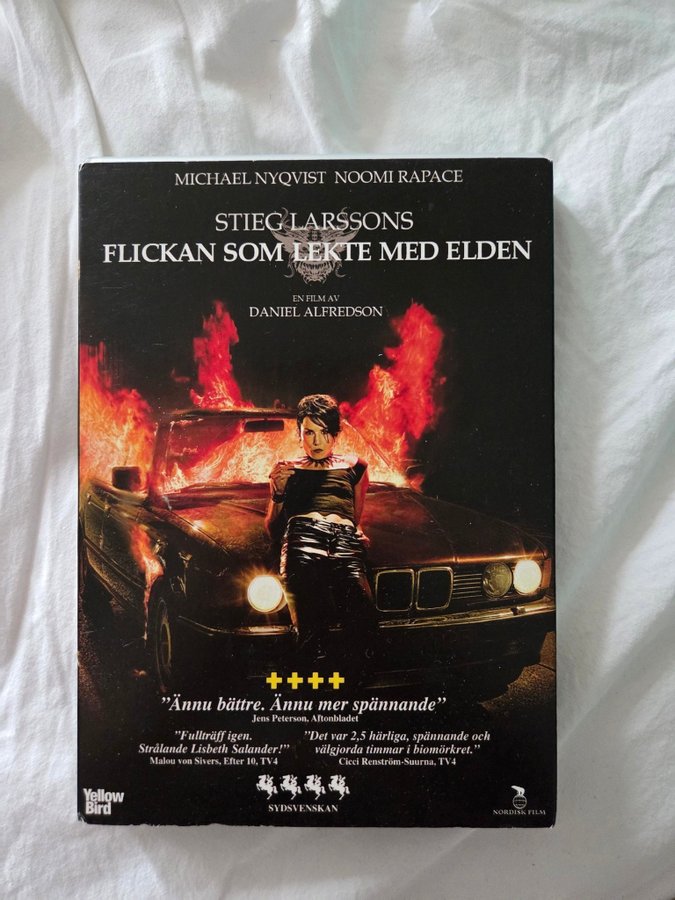 MICHAEL NYQVIST NOOMI RAPACE
STIEG LARSSONS
FLICKAN SOM LEKTE MED ELDEN
EN FILM AV
DANIEL ALFREDSON
++++
"Ännu bättre. Ännu mer spännande"
Jens Peterson, Aftonbladet
"Fullträff igen.
Strålande Lisbeth Salander!"
Malou von Sivers, Efter 10, TV4
"Det var 2,5 härliga, spännande och
välgjorda timmar i biomörkret."
Cicci Renström-Suurna, TV4
SYDSVENSKAN
Yellow
Bird
NORDISK FILM